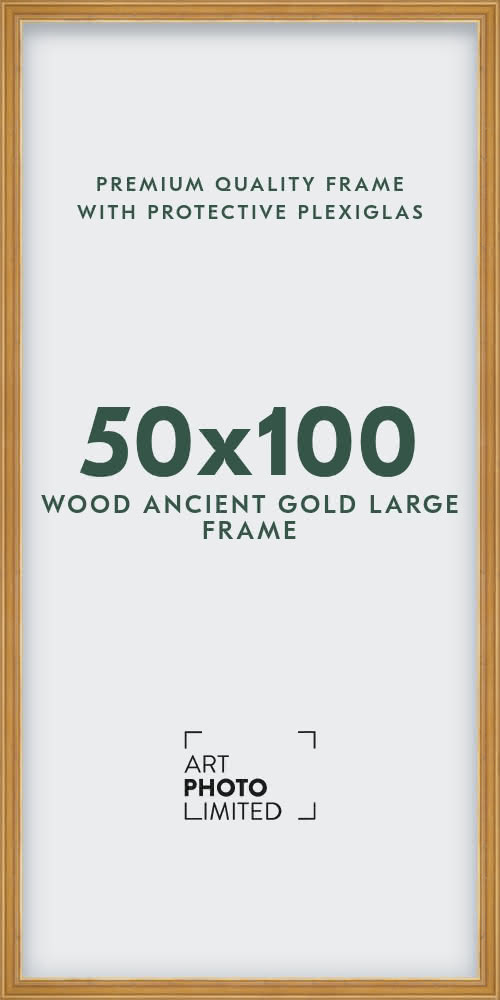 PREMIUM QUALITY FRAME
WITH PROTECTIVE PLEXIGLAS
50x100
WOOD ANCIENT GOLD LARGE
FRAME
ART
PHOTO
LIMITED